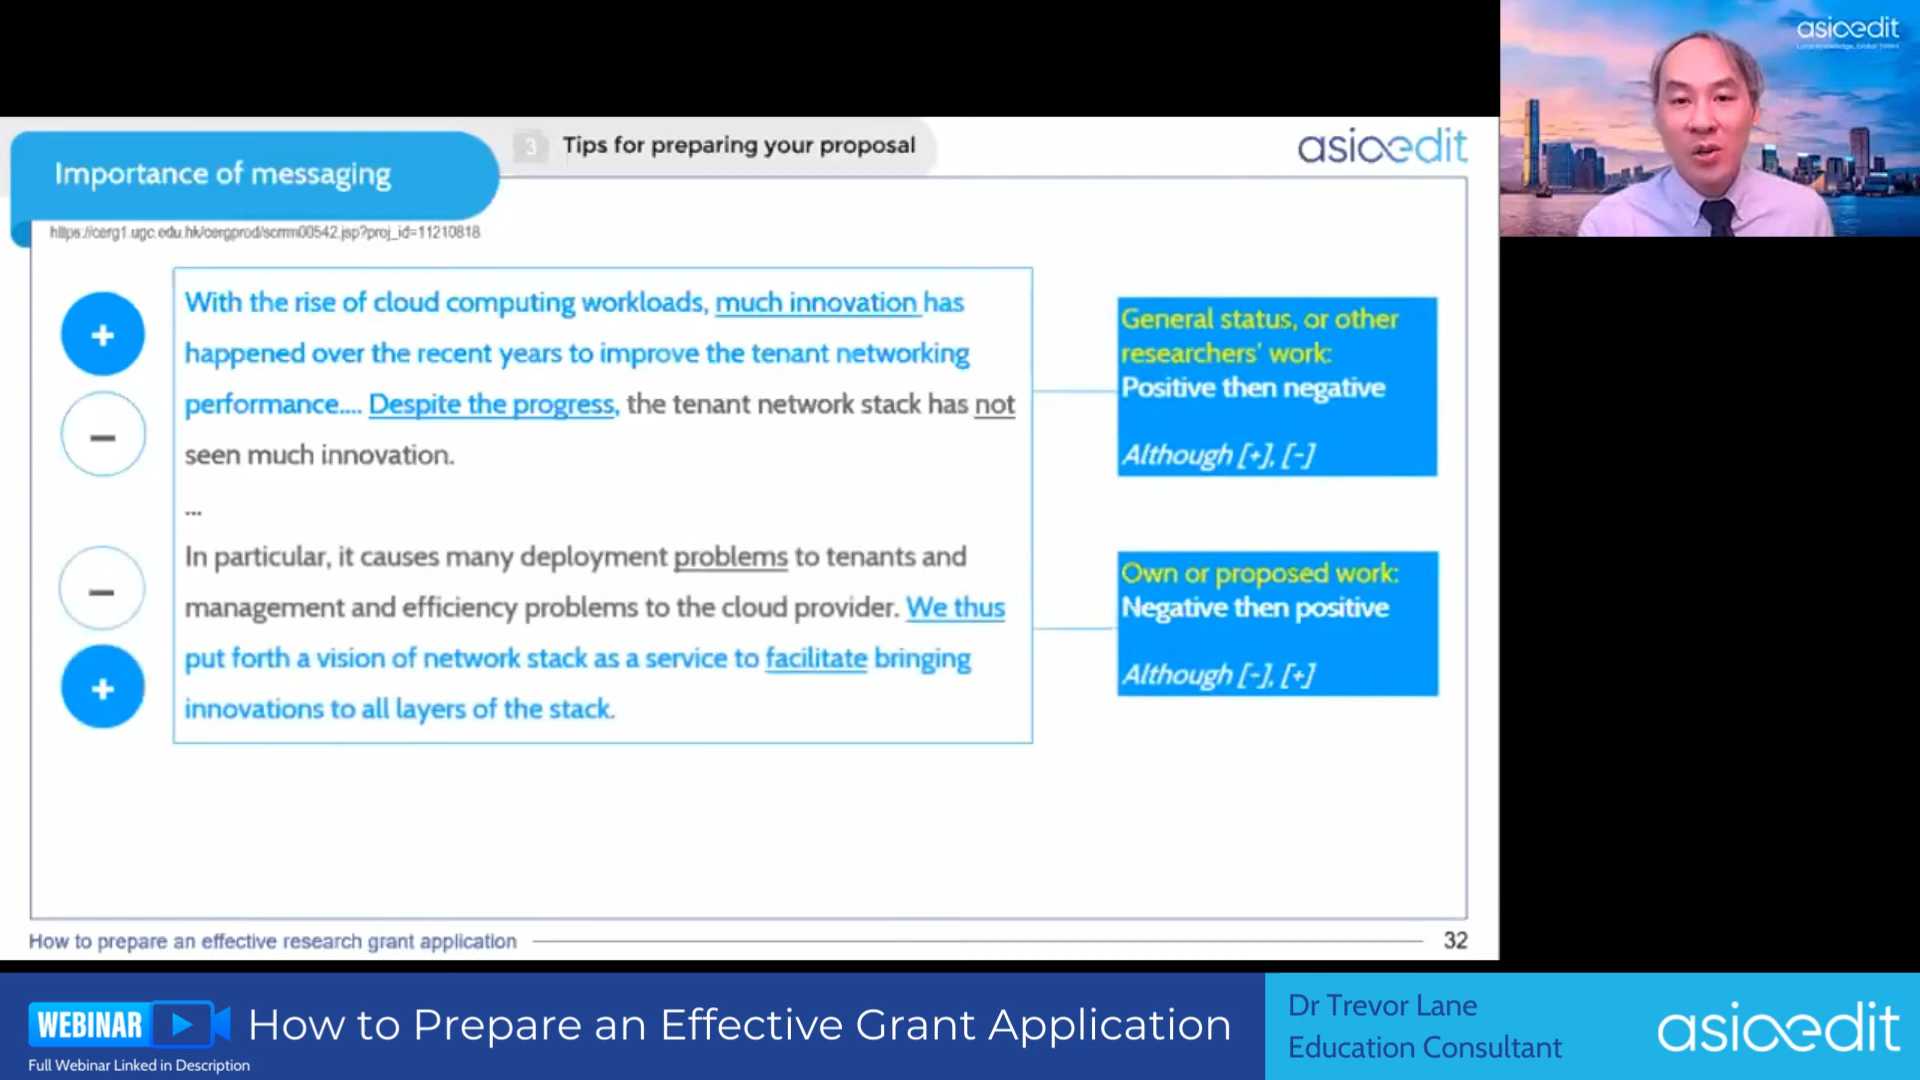 asiaedit
3 Tips for preparing your proposal
asiaedit
Importance of messaging
https://cerg1.ugc.edu.hk/cergprod/scrrm00542.jsp?proj_id=11210818
+
−
−
+
With the rise of cloud computing workloads, much innovation has
happened over the recent years to improve the tenant networking
performance.... Despite the progress, the tenant network stack has not
seen much innovation.
...
In particular, it causes many deployment problems to tenants and
management and efficiency problems to the cloud provider. We thus
put forth a vision of network stack as a service to facilitate bringing
innovations to all layers of the stack.
General status, or other
researchers' work:
Positive then negative
Although [+], [-]
Own or proposed work:
Negative then positive
Although [-], [+]
How to prepare an effective research grant application
32
WEBINAR
How to Prepare an Effective Grant Application
Full Webinar Linked in Description
Dr Trevor Lane
Education Consultant
asiaedit